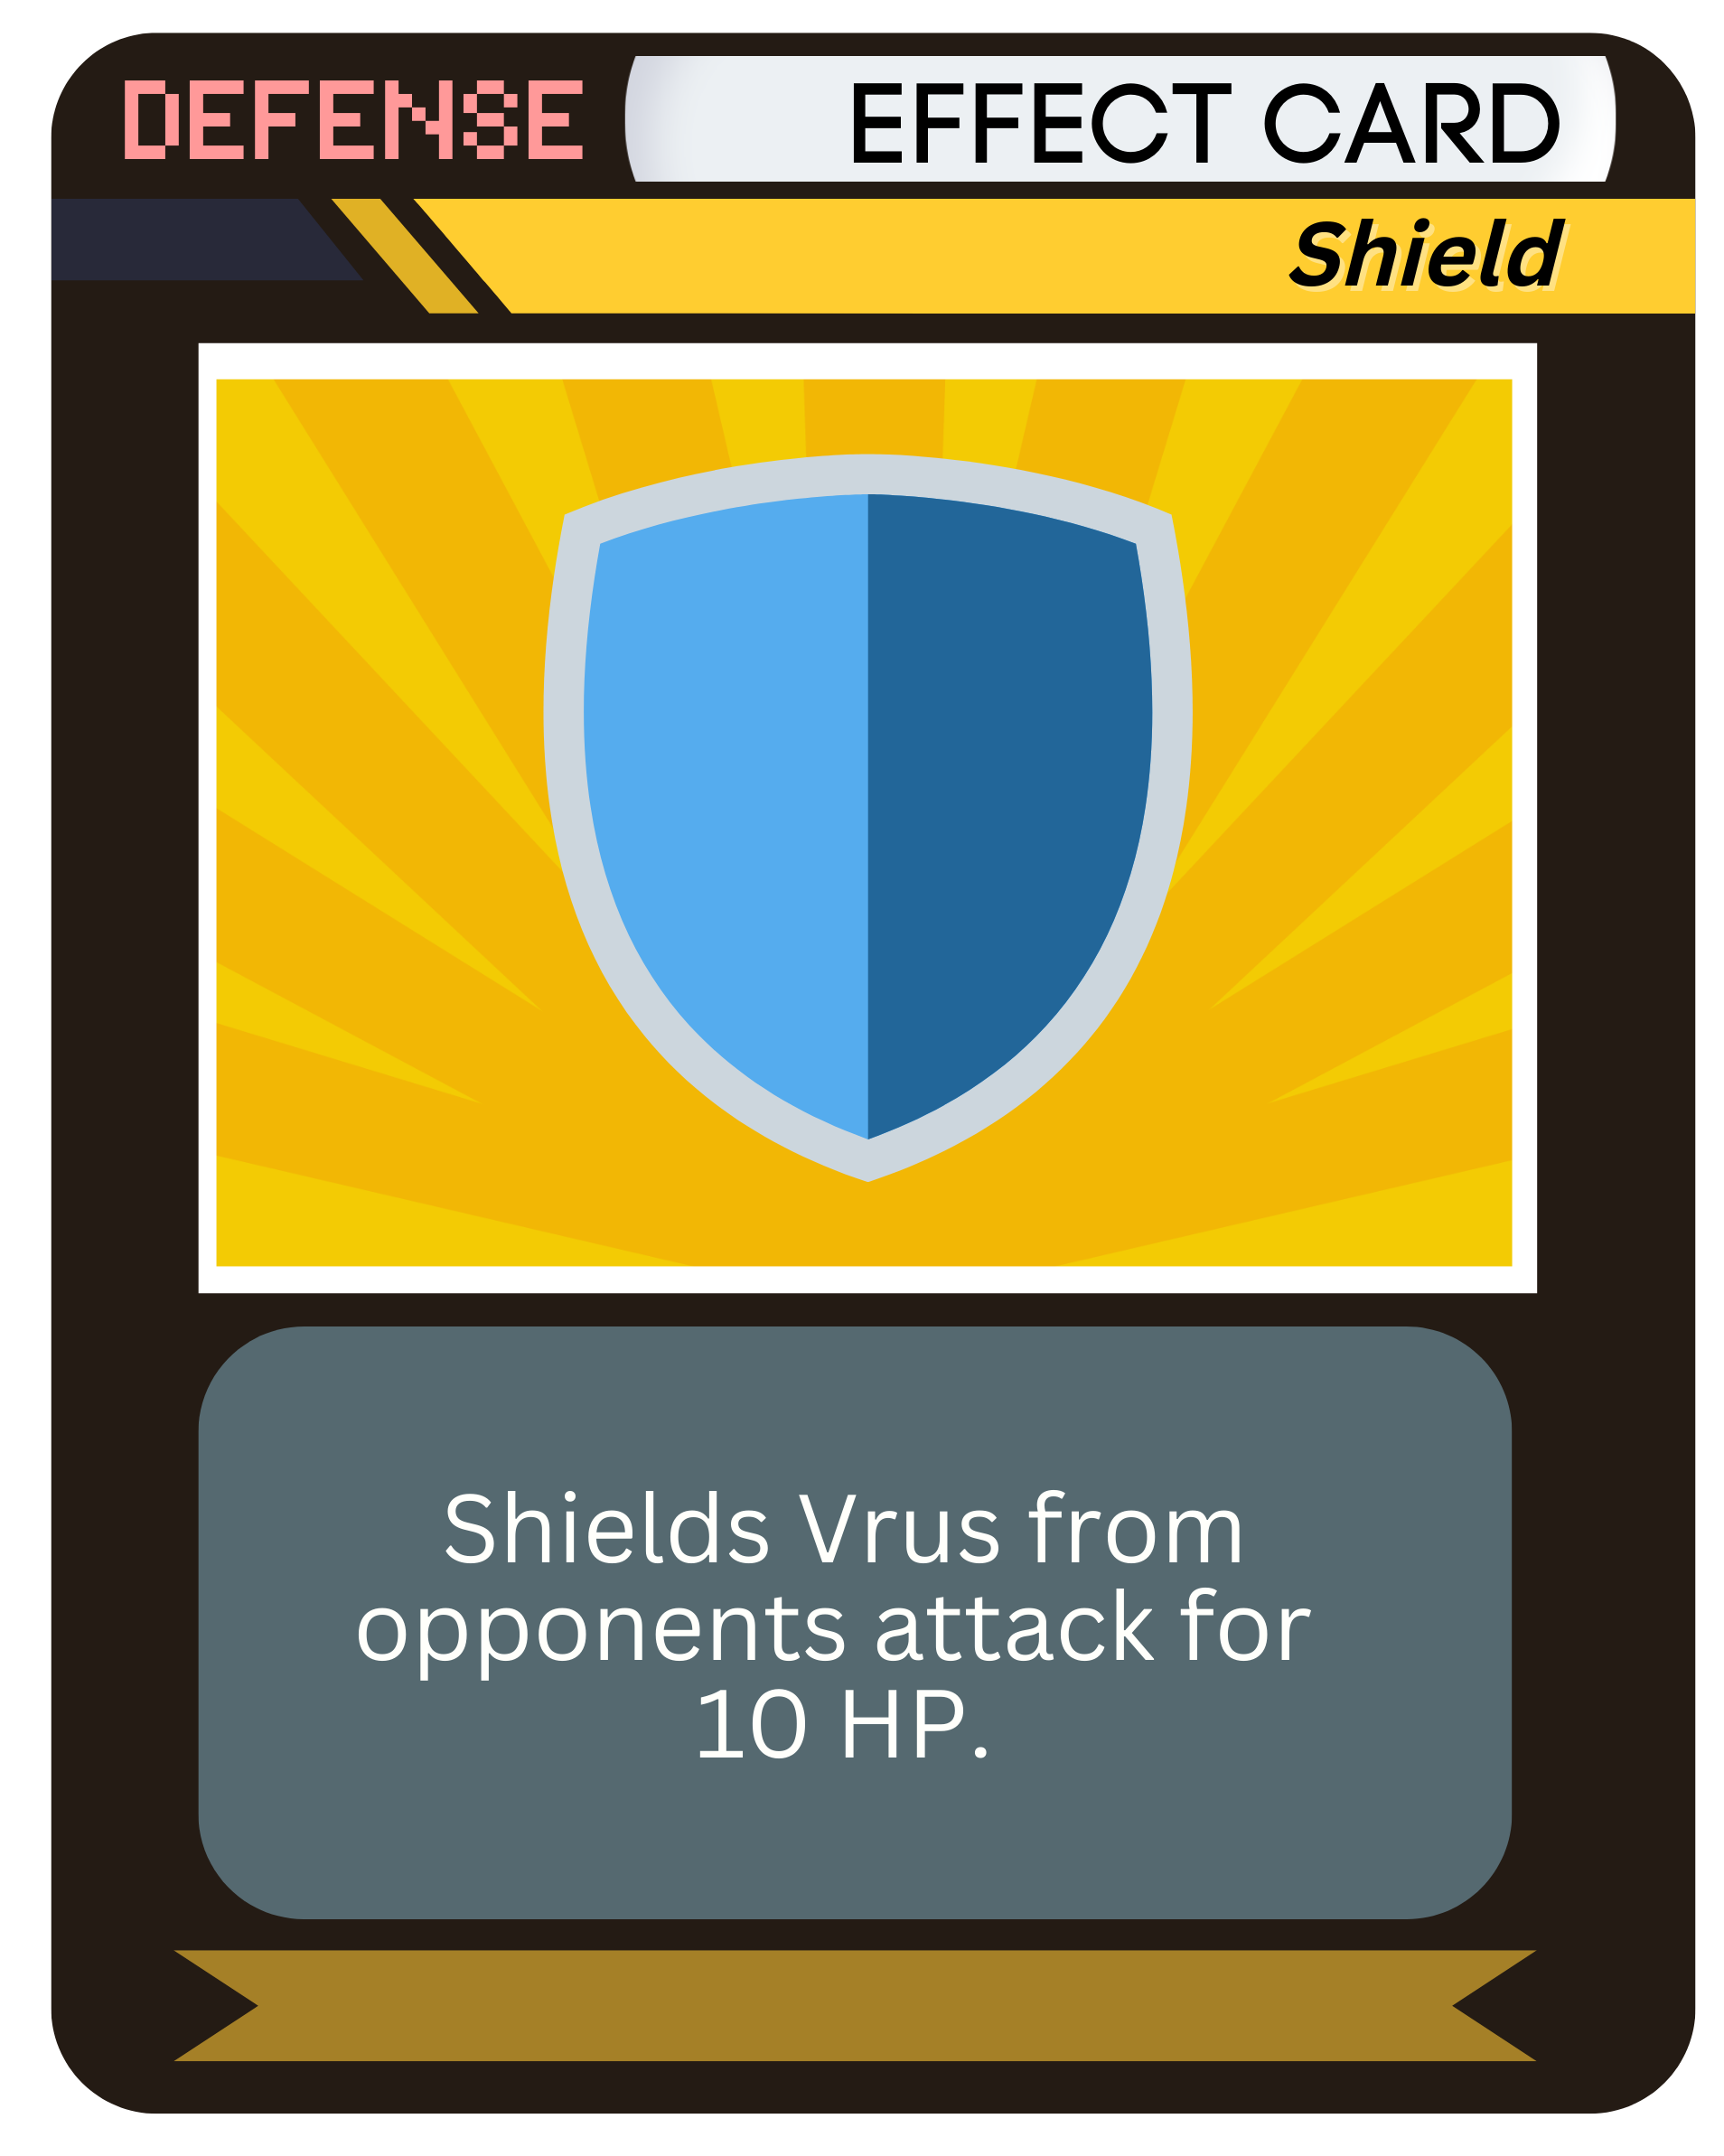 DEFENSE
EFFECT CARD
Shield
Shields Vrus from
opponents attack for
10 HP.